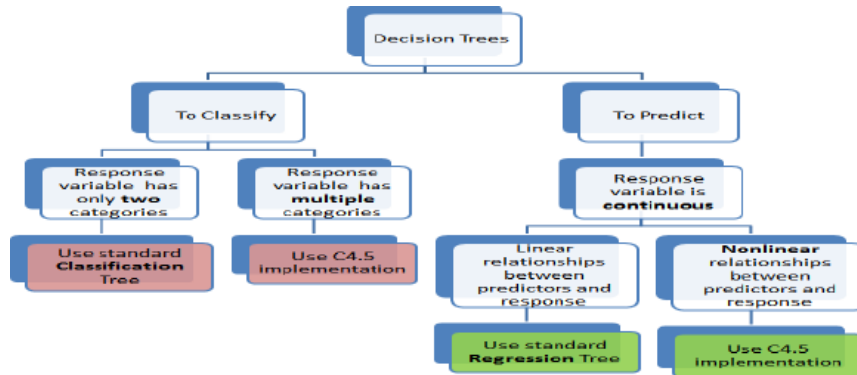 Decision Trees
To Classify
To Predict
Response
variable has
only two
categories
Response
variable has
multiple
categories
Response
variable is
continuous
Use standard
Classification
Tree
Use C4.5
implementation
Linear
relationships
between
predictors and
response
Nonlinear
relationships
between
predictors and
response
Use standard
Regression Tree
Use C4.5
implementation